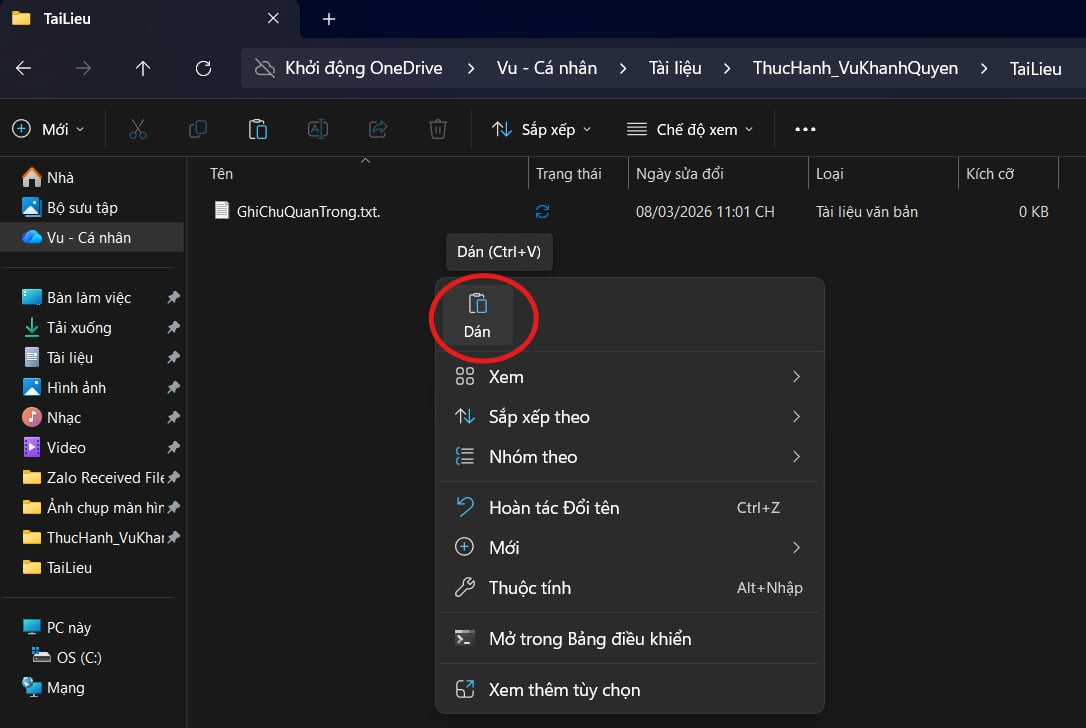 TaiLieu
Khởi động OneDrive > Vu - Cá nhân > Tài liệu > ThucHanh_VuKhanhQuyen > TaiLieu
Mới Sắp xếp Chế độ xem
Tên Trạng thái Ngày sửa đổi Loại Kích cỡ
GhiChuQuanTrong.txt. 08/03/2026 11:01 CH Tài liệu văn bản 0 KB
Nhà
Bộ sưu tập
Vu - Cá nhân
Bàn làm việc
Tải xuống
Tài liệu
Hình ảnh
Nhạc
Video
Zalo Received File
Ảnh chụp màn hìn
ThucHanh_VuKhar
TaiLieu
PC này
OS (C:)
Mạng
Dán (Ctrl+V)
Dán
Xem
Sắp xếp theo
Nhóm theo
Hoàn tác Đổi tên Ctrl+Z
Mới
Thuộc tính Alt+Nhập
Mở trong Bảng điều khiển
Xem thêm tùy chọn